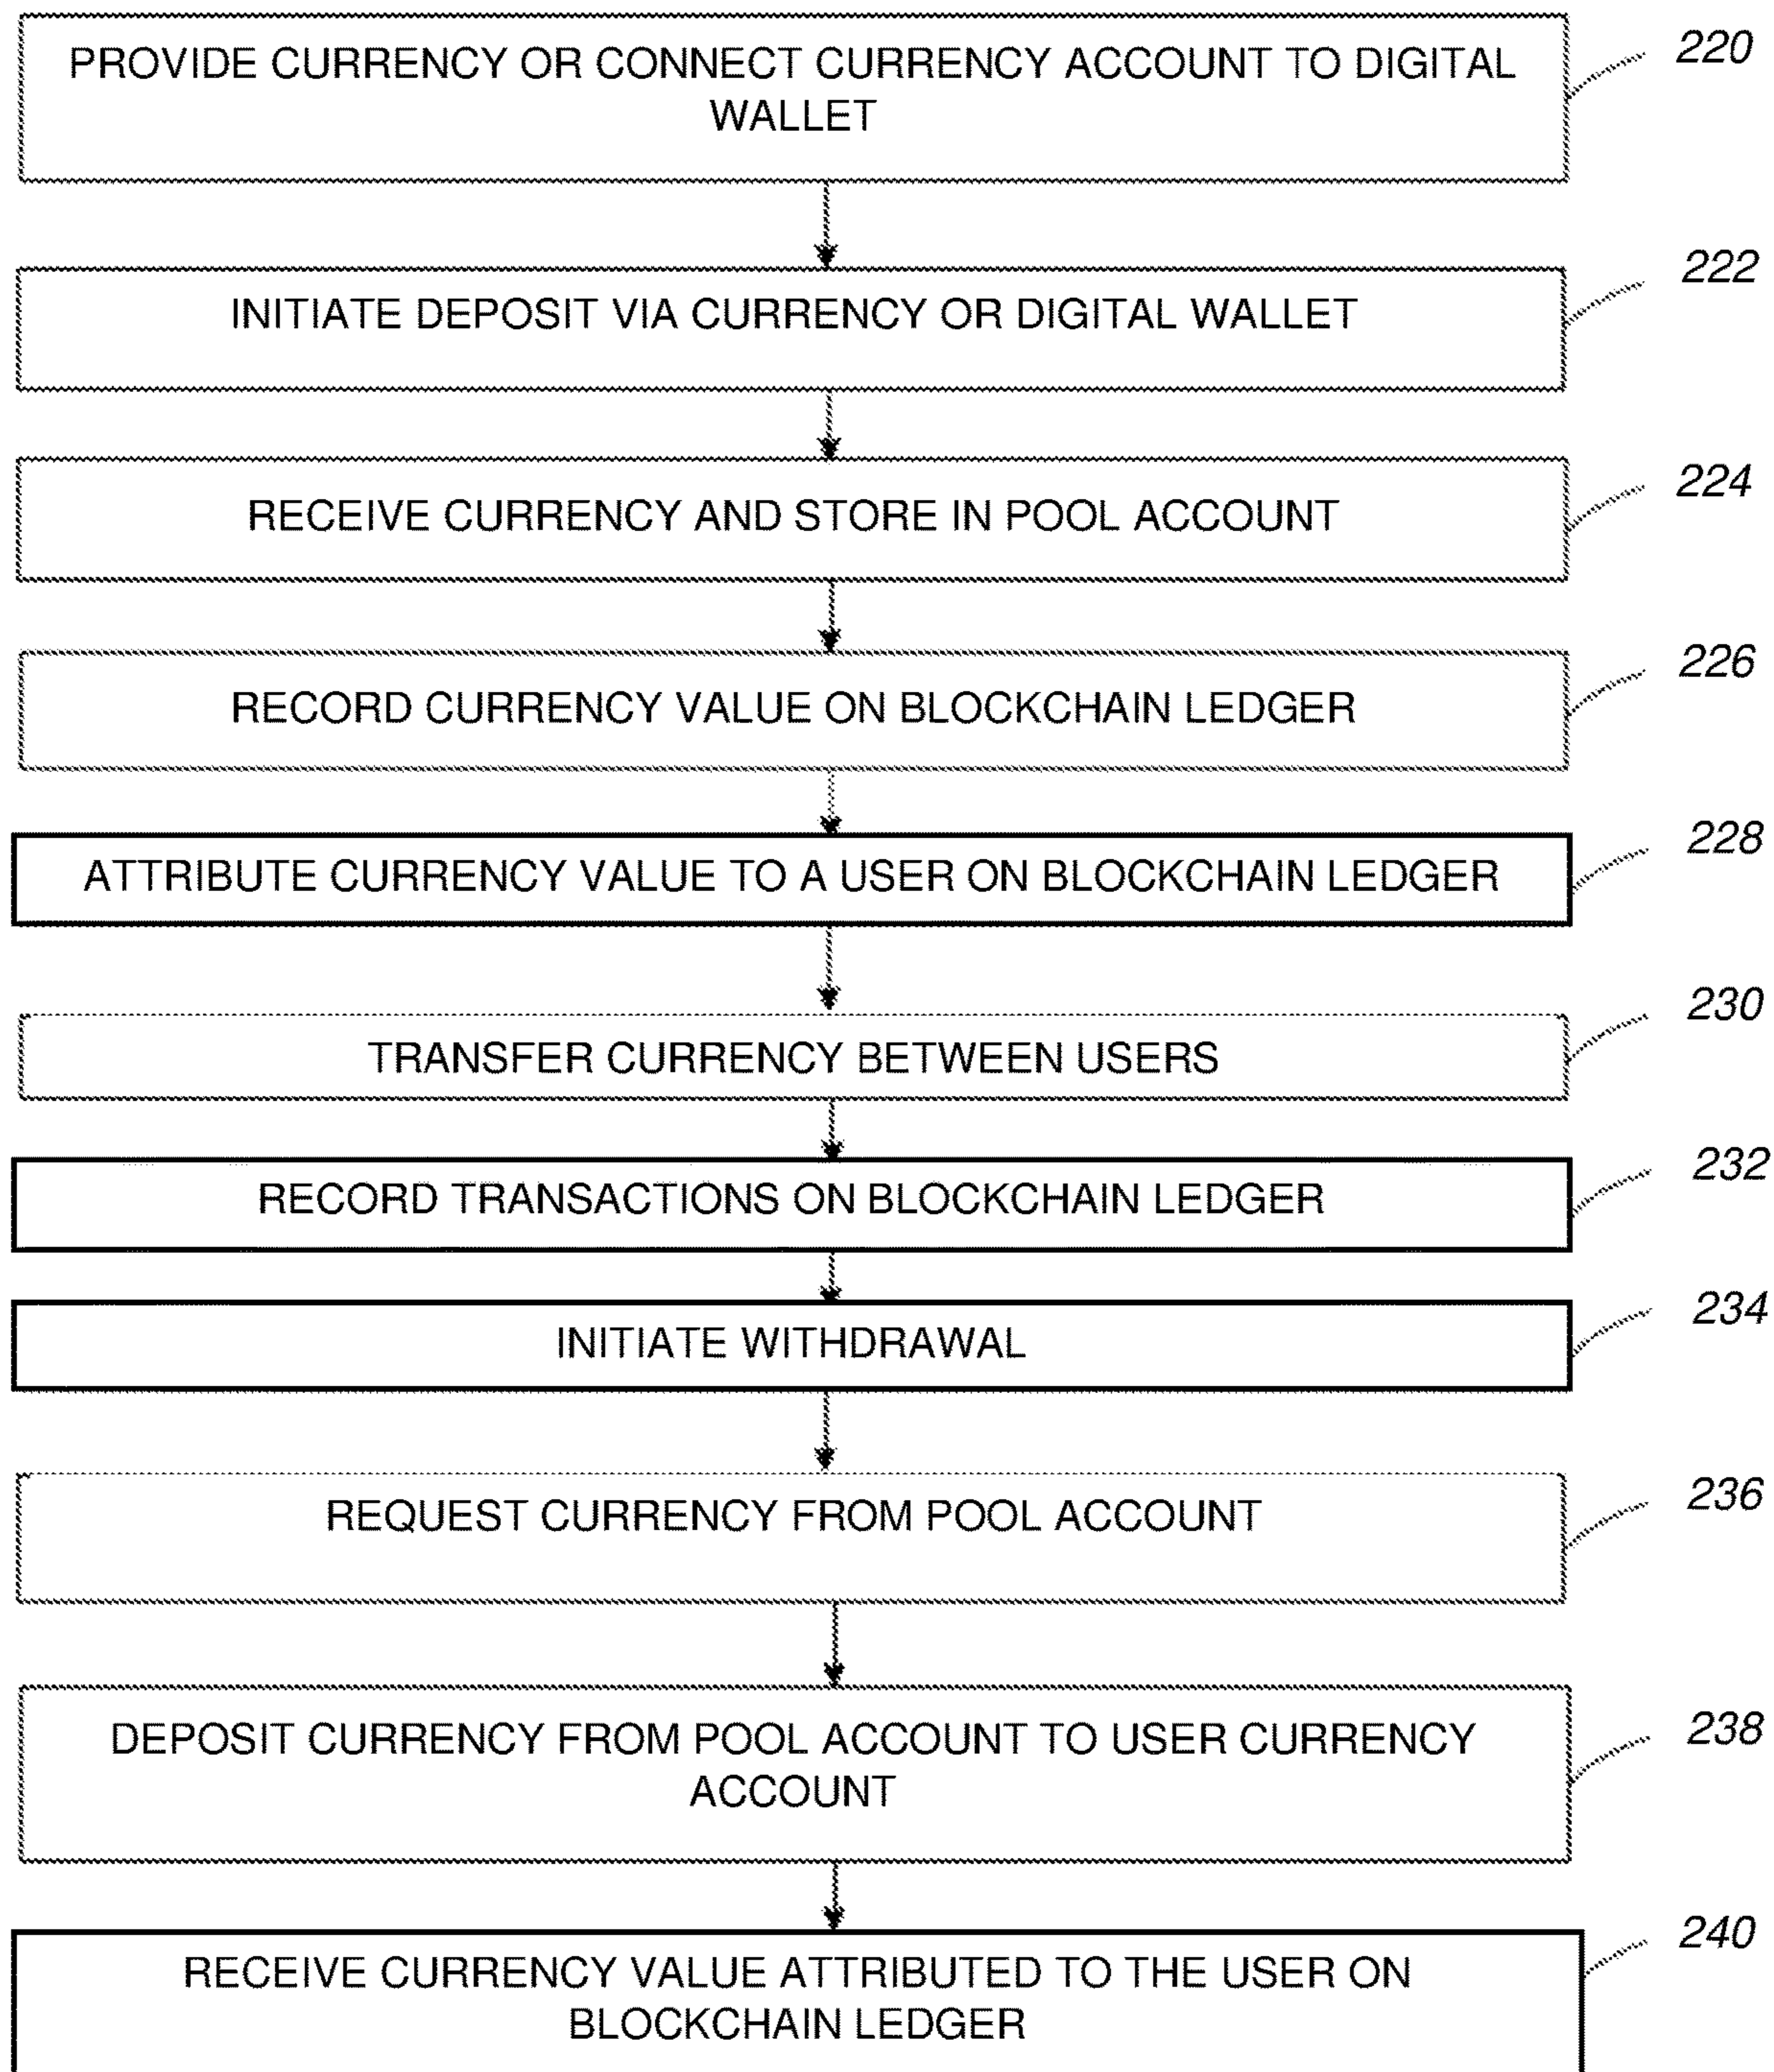 PROVIDE CURRENCY OR CONNECT CURRENCY ACCOUNT TO DIGITAL
WALLET
220
INITIATE DEPOSIT VIA CURRENCY OR DIGITAL WALLET
222
RECEIVE CURRENCY AND STORE IN POOL ACCOUNT
224
RECORD CURRENCY VALUE ON BLOCKCHAIN LEDGER
226
ATTRIBUTE CURRENCY VALUE TO A USER ON BLOCKCHAIN LEDGER
228
TRANSFER CURRENCY BETWEEN USERS
230
RECORD TRANSACTIONS ON BLOCKCHAIN LEDGER
232
INITIATE WITHDRAWAL
234
REQUEST CURRENCY FROM POOL ACCOUNT
236
DEPOSIT CURRENCY FROM POOL ACCOUNT TO USER CURRENCY
ACCOUNT
238
RECEIVE CURRENCY VALUE ATTRIBUTED TO THE USER ON
BLOCKCHAIN LEDGER
240